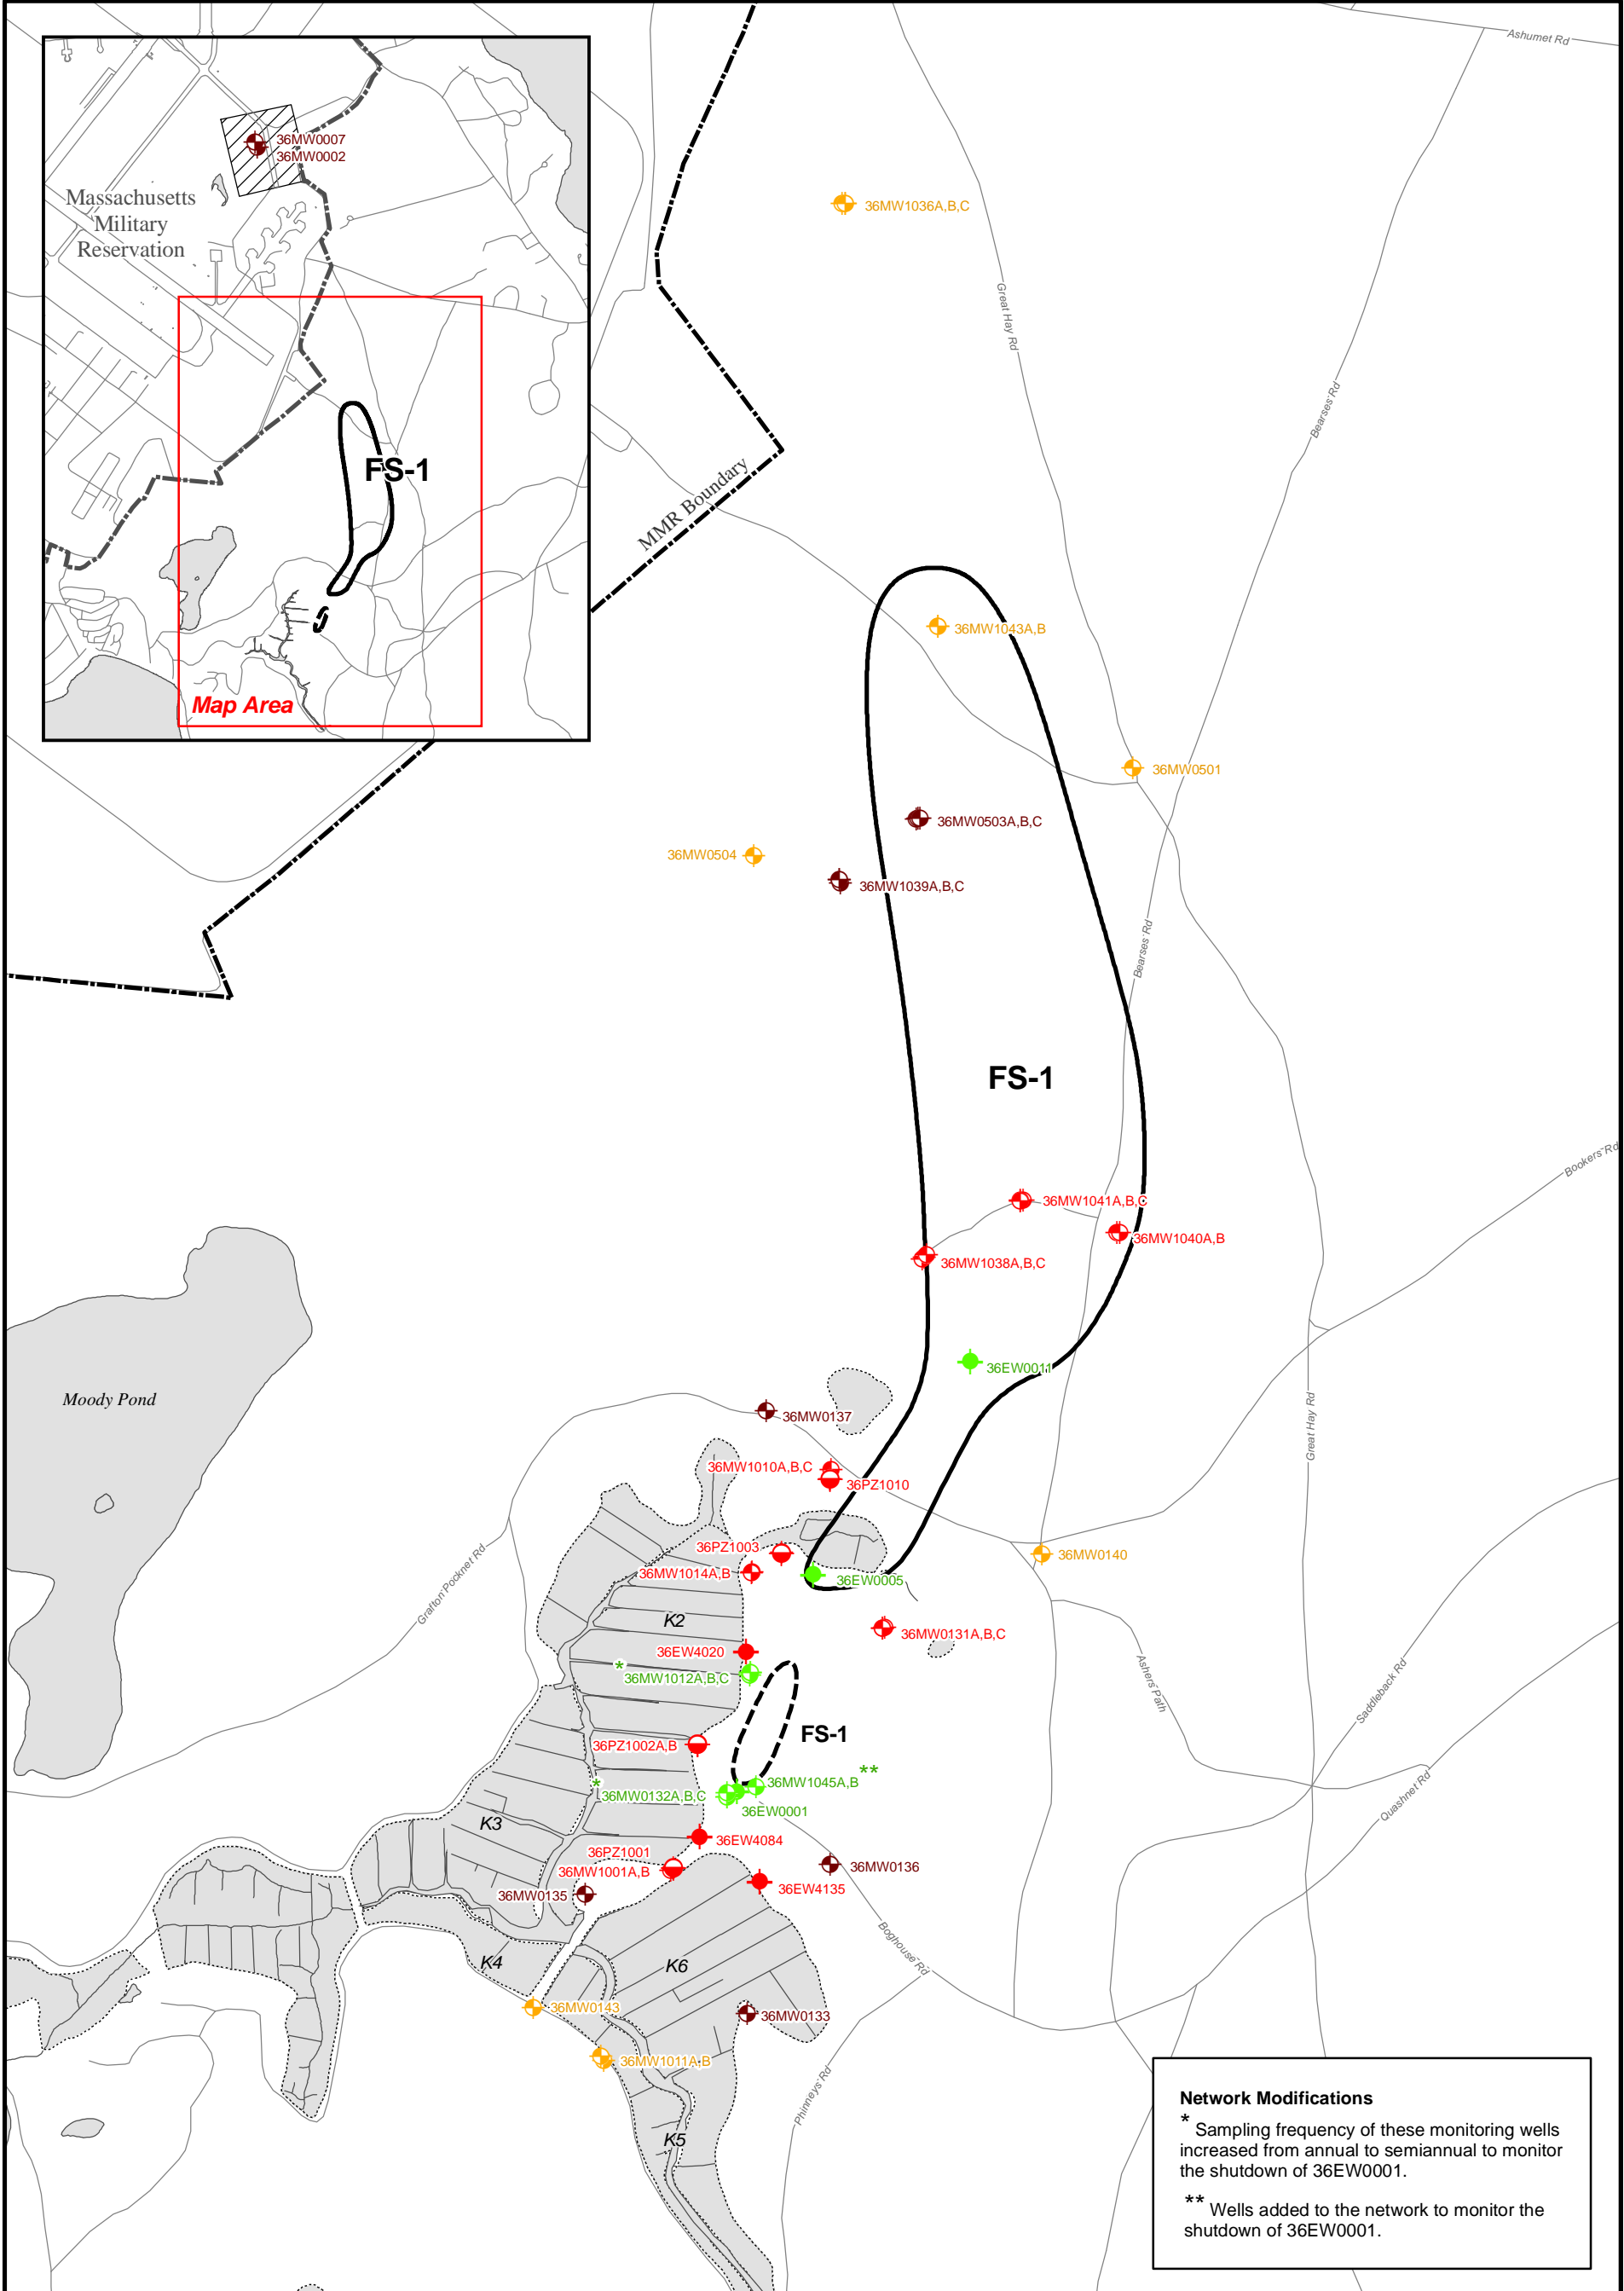 Ashumet Rd
36MW0007
36MW0002
Massachusetts
Military
Reservation
36MW1036A,B,C
Great Hay Rd
Bearses Rd
FS-1
MMR Boundary
Map Area
36MW1043A,B
36MW0501
36MW0503A,B,C
36MW0504
36MW1039A,B,C
Bearses Rd
FS-1
Bookers Rd
36MW1041A,B,C
36MW1040A,B
36MW1038A,B,C
36EW0011
Moody Pond
36MW0137
Great Hay Rd
36MW1010A,B,C
36PZ1010
36PZ1003
36MW0140
36MW1014A,B
36EW0005
Grafton Pocknet Rd
K2
36MW0131A,B,C
36EW4020
* 36MW1012A,B,C
Ashers Path
Saddleback Rd
FS-1
36PZ1002A,B
36MW1045A,B **
* 36MW0132A,B,C
36EW0001
Quashnet Rd
K3
36EW4084
36PZ1001
36MW1001A,B
36MW0136
36EW4135
36MW0135
Boghouse Rd
K4
K6
36MW0143
36MW0133
36MW1011A,B
Phinneys Rd
K5
Network Modifications
* Sampling frequency of these monitoring wells
increased from annual to semiannual to monitor
the shutdown of 36EW0001.
** Wells added to the network to monitor the
shutdown of 36EW0001.